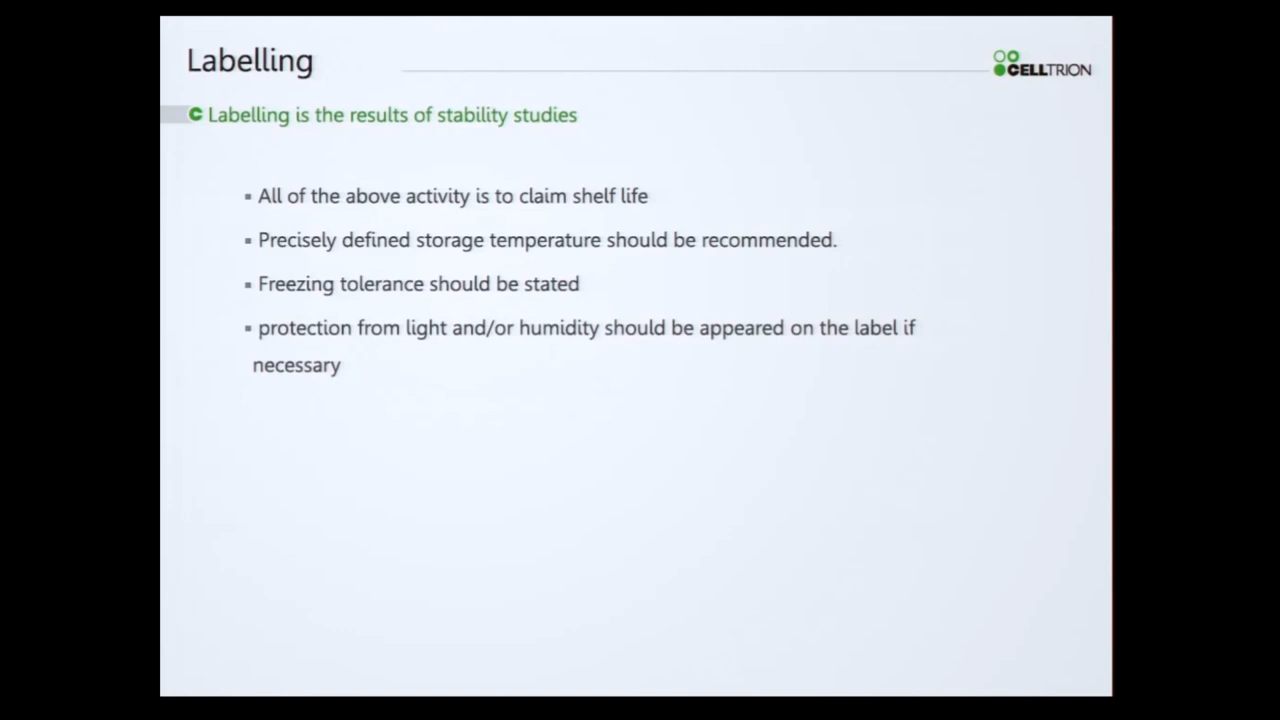 Labelling
CELLTRION
Labelling is the results of stability studies
▪ All of the above activity is to claim shelf life
▪ Precisely defined storage temperature should be recommended.
▪ Freezing tolerance should be stated
▪ protection from light and/or humidity should be appeared on the label if
necessary